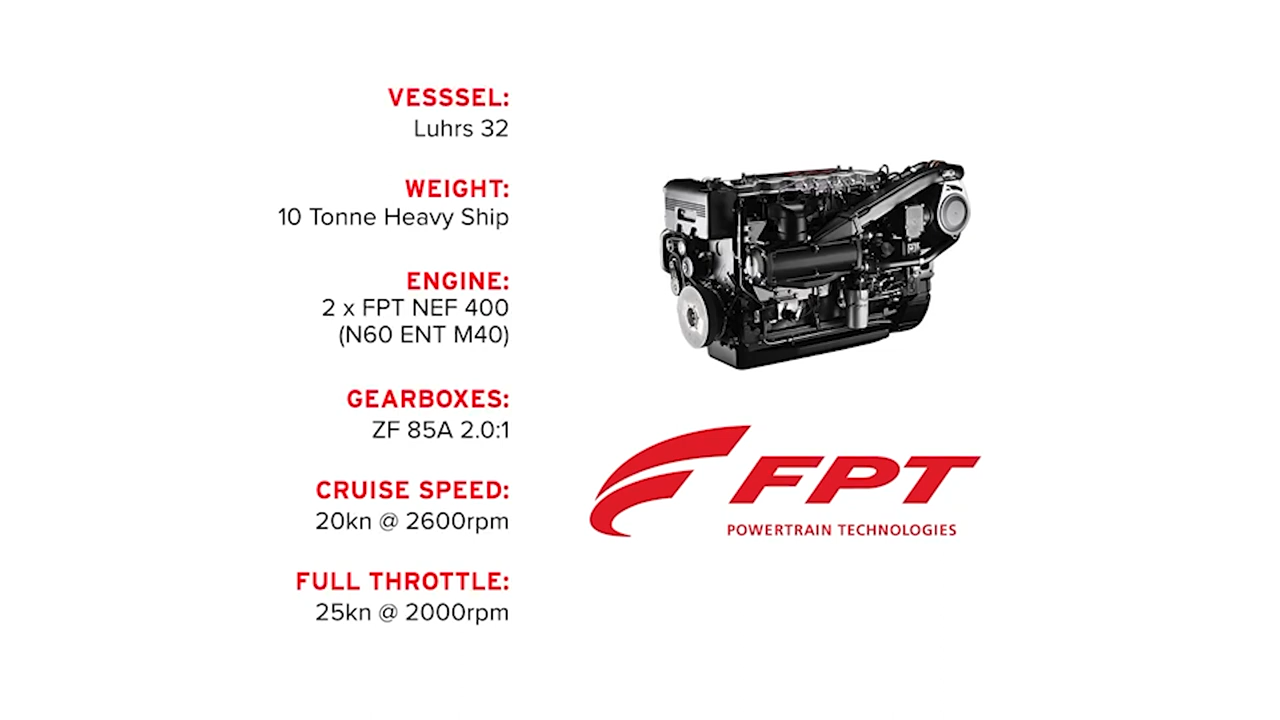 VESSSEL:
Luhrs 32
WEIGHT:
10 Tonne Heavy Ship
ENGINE:
2 x FPT NEF 400
(N60 ENT M40)
GEARBOXES:
ZF 85A 2.0:1
CRUISE SPEED:
20kn @ 2600rpm
FULL THROTTLE:
25kn @ 2000rpm
FPT
POWERTRAIN TECHNOLOGIES